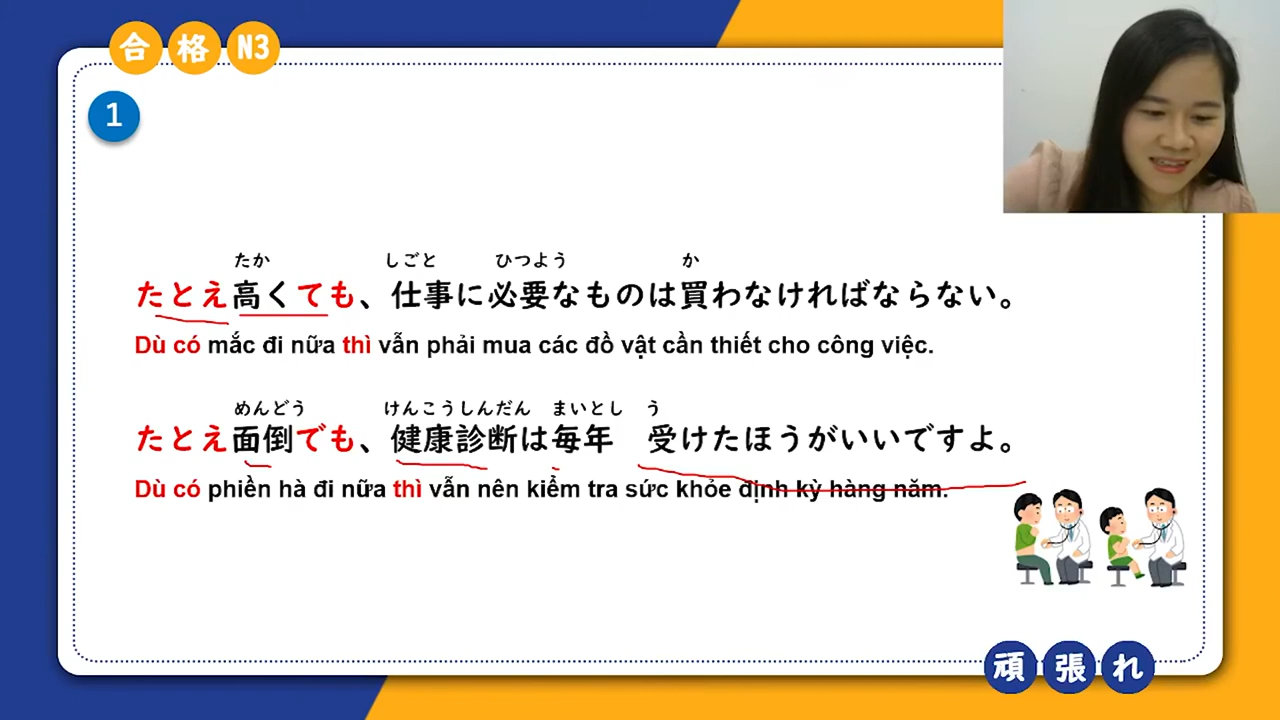 合格N3
1
たか しごと ひつよう か
たとえ高くても、仕事に必要なものは買わなければならない。
Dù có mắc đi nữa thì vẫn phải mua các đồ vật cần thiết cho công việc.
めんどう けんこうしんだん まいとし う
たとえ面倒でも、健康診断は毎年 受けたほうがいいですよ。
Dù có phiền hà đi nữa thì vẫn nên kiểm tra sức khỏe định kỳ hàng năm.
頑張れ